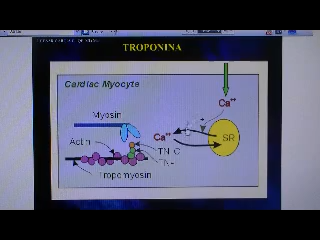 TROPONINA
Cardiac Myocyte
Ca++
Myosin
+
Ca++
SR
Actin
TN-C
Tropomyosin